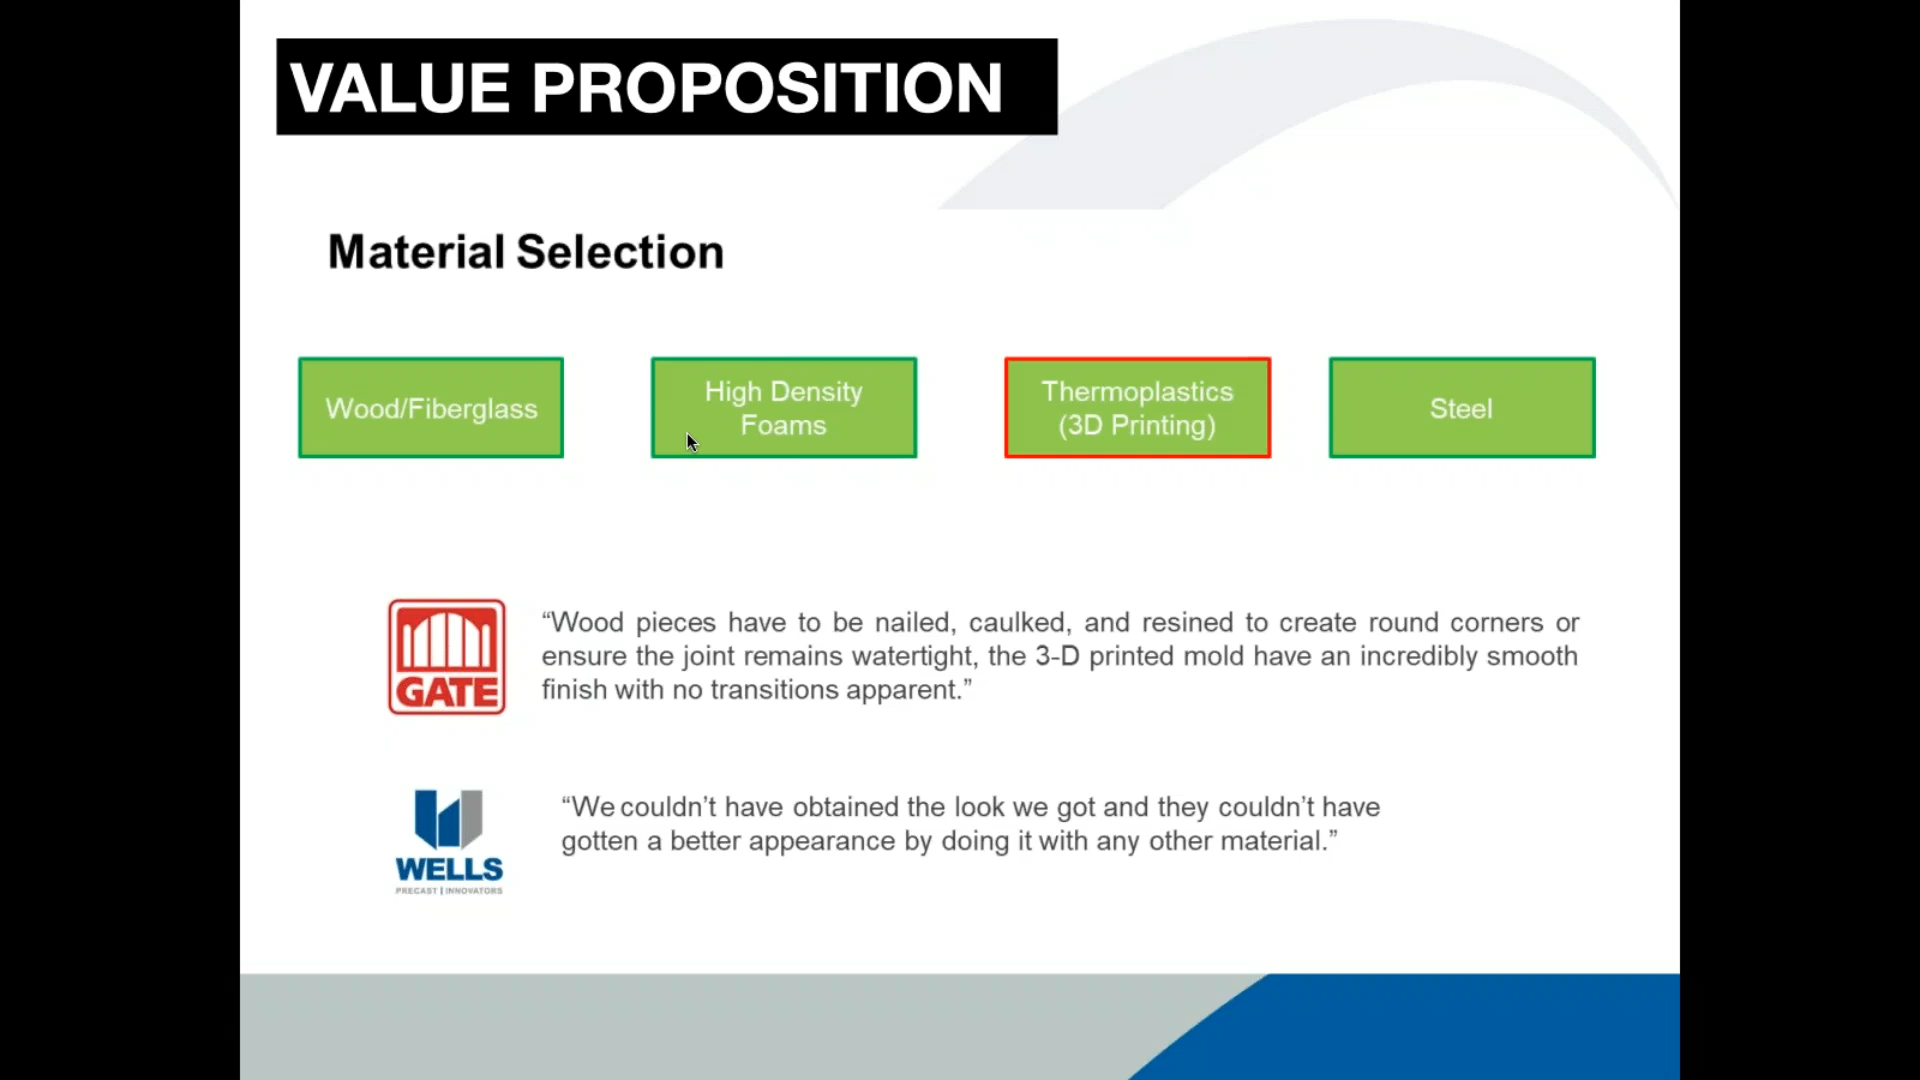 VALUE PROPOSITION
Material Selection
Wood/Fiberglass
High Density
Foams
Thermoplastics
(3D Printing)
Steel
GATE
“Wood pieces have to be nailed, caulked, and resined to create round corners or
ensure the joint remains watertight, the 3-D printed mold have an incredibly smooth
finish with no transitions apparent.”
WELLS
PRECAST | INNOVATORS
“We couldn’t have obtained the look we got and they couldn’t have
gotten a better appearance by doing it with any other material.”